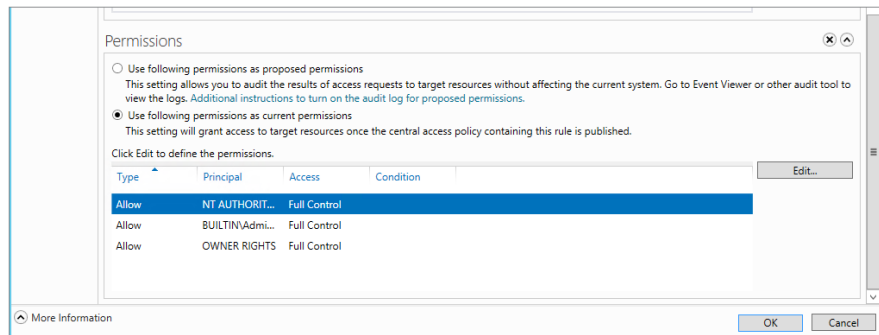 Permissions
Use following permissions as proposed permissions
This setting allows you to audit the results of access requests to target resources without affecting the current system. Go to Event Viewer or other audit tool to
view the logs. Additional instructions to turn on the audit log for proposed permissions.
Use following permissions as current permissions
This setting will grant access to target resources once the central access policy containing this rule is published.
Click Edit to define the permissions.
Edit...
Type Principal Access Condition
Allow NT AUTHORIT... Full Control
Allow BUILTIN\Admi... Full Control
Allow OWNER RIGHTS Full Control
More Information
OK Cancel